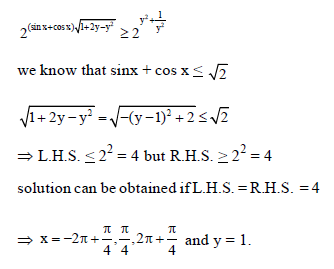 2^{(sin x+cos x)√(1+2y−y²)} ≥ 2^{y²+1/y²}
we know that sinx + cos x ≤ √2
√(1+2y−y²) = √(−(y−1)²+2) ≤ √2
⇒ L.H.S. ≤ 2² = 4 but R.H.S. ≥ 2² = 4
solution can be obtained if L.H.S. = R.H.S. = 4
⇒ x = −2π + π/4, π/4, 2π + π/4 and y = 1.